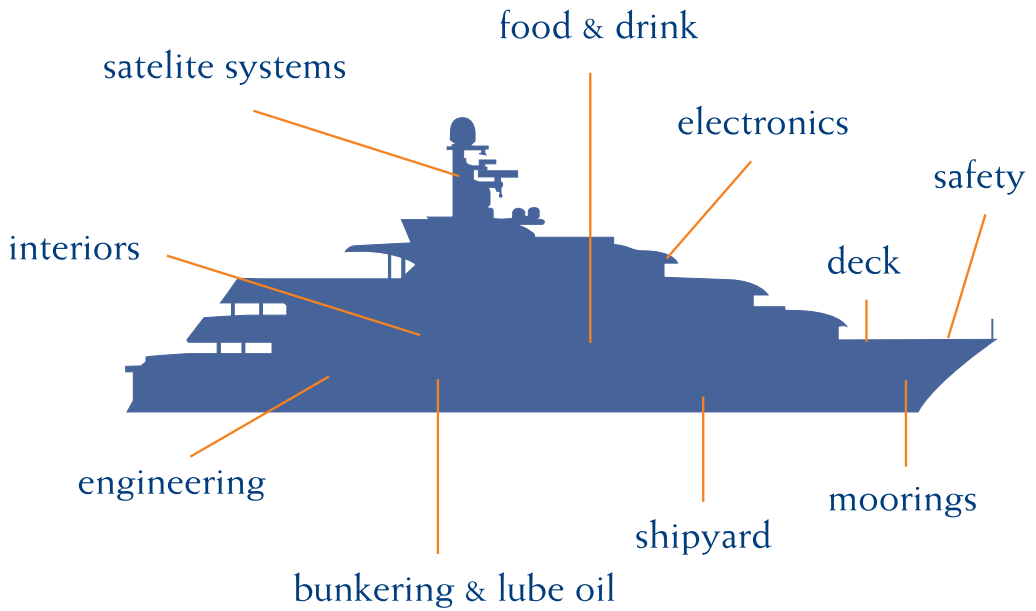 food & drink
satelite systems
electronics
safety
interiors
deck
engineering
moorings
shipyard
bunkering & lube oil